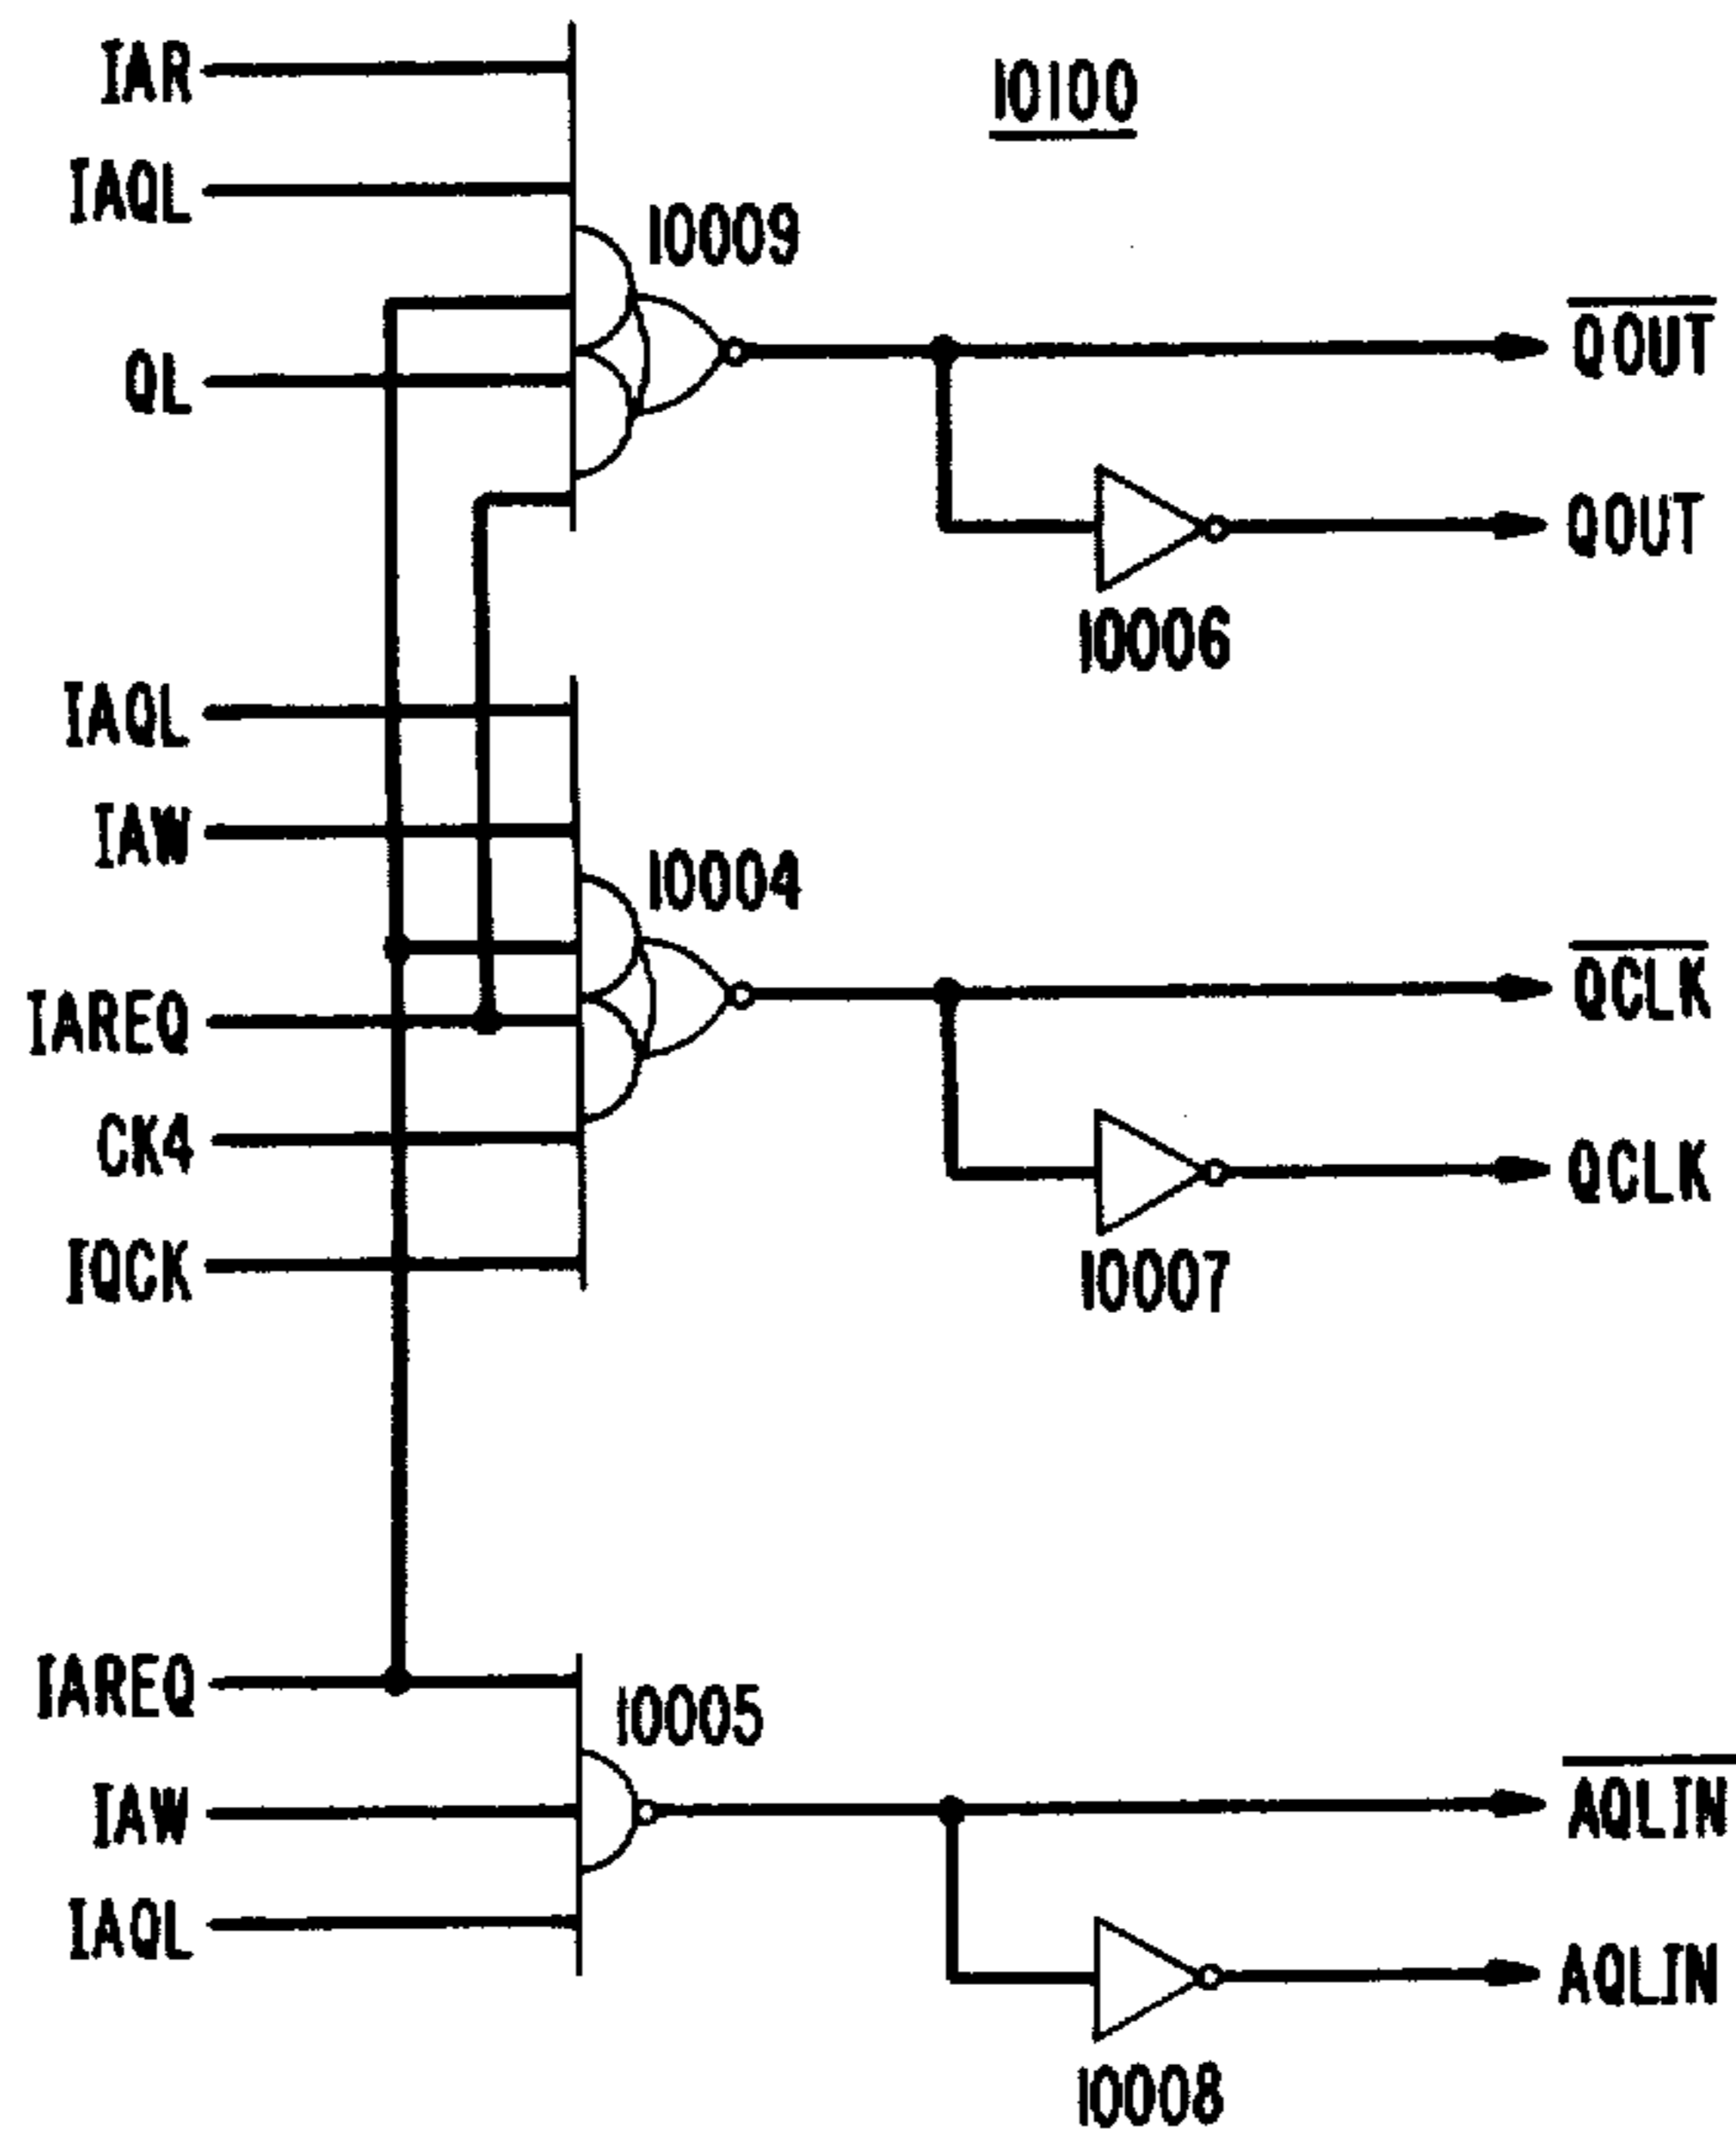 IAR
10100
IAQL
10009
QOUT
QL
QOUT
10006
IAQL
IAW
10004
QCLK
IAREQ
CK4
QCLK
IQCK
10007
IAREQ
10005
IAW
AQLIN
IAQL
AQLIN
10008